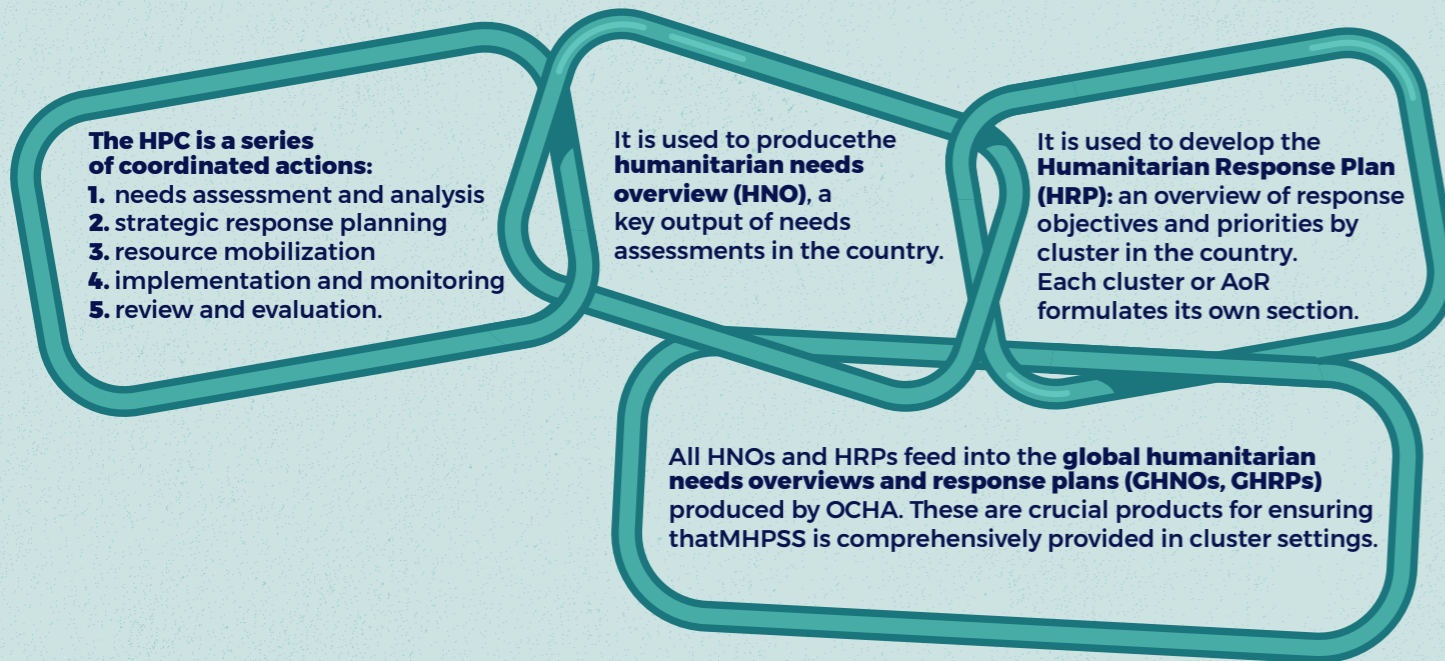 The HPC is a series
of coordinated actions:
1. needs assessment and analysis
2. strategic response planning
3. resource mobilization
4. implementation and monitoring
5. review and evaluation.
It is used to producethe
humanitarian needs
overview (HNO), a
key output of needs
assessments in the country.
It is used to develop the
Humanitarian Response Plan
(HRP): an overview of response
objectives and priorities by
cluster in the country.
Each cluster or AoR
formulates its own section.
All HNOs and HRPs feed into the global humanitarian
needs overviews and response plans (GHNOs, GHRPs)
produced by OCHA. These are crucial products for ensuring
thatMHPSS is comprehensively provided in cluster settings.